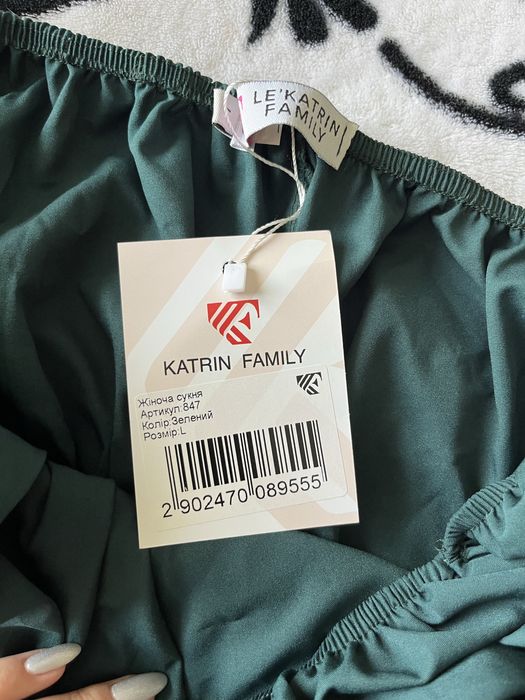 LE'KATRIN
FAMILY
KATRIN FAMILY
Жіноча сукня
Артикул:847
Колір:Зелений
Розмір:L
2 902470 089555